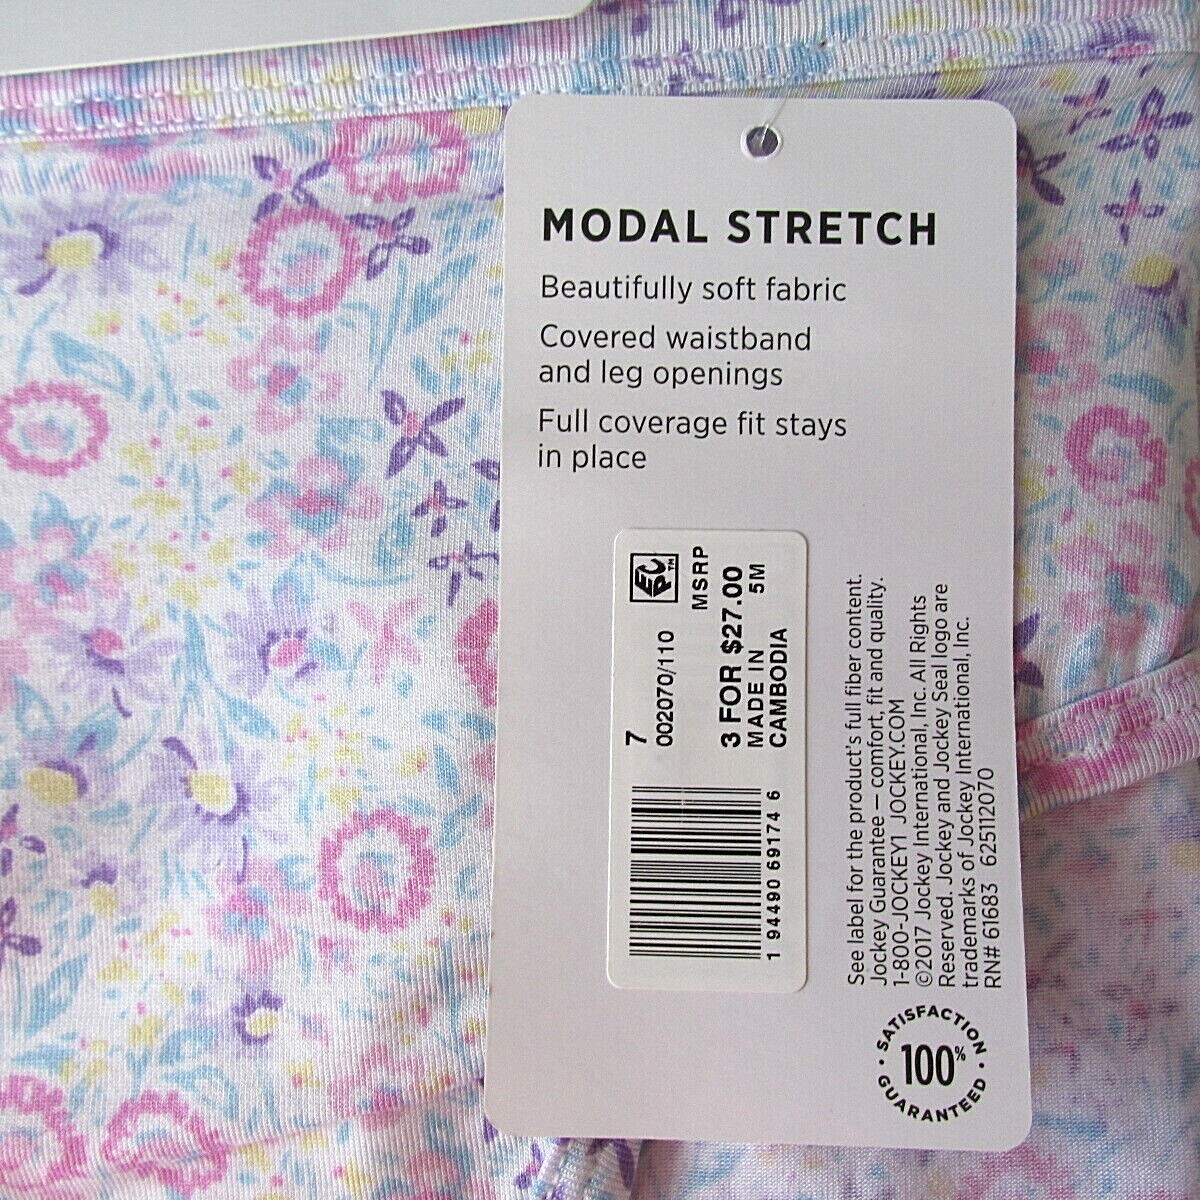 MODAL STRETCH
Beautifully soft fabric
Covered waistband
and leg openings
Full coverage fit stays
in place
EPC™
MSRP
7
002070/110
3 FOR $27.00
MADE IN 5M
CAMBODIA
1 94490 69174 6
See label for the product's full fiber content.
Jockey Guarantee – comfort, fit and quality.
1-800-JOCKEY1 JOCKEY.COM
©2017 Jockey International, Inc. All Rights
Reserved. Jockey and Jockey Seal logo are
trademarks of Jockey International, Inc.
RN# 61683 625112070
• SATISFACTION •
100%
GUARANTEED